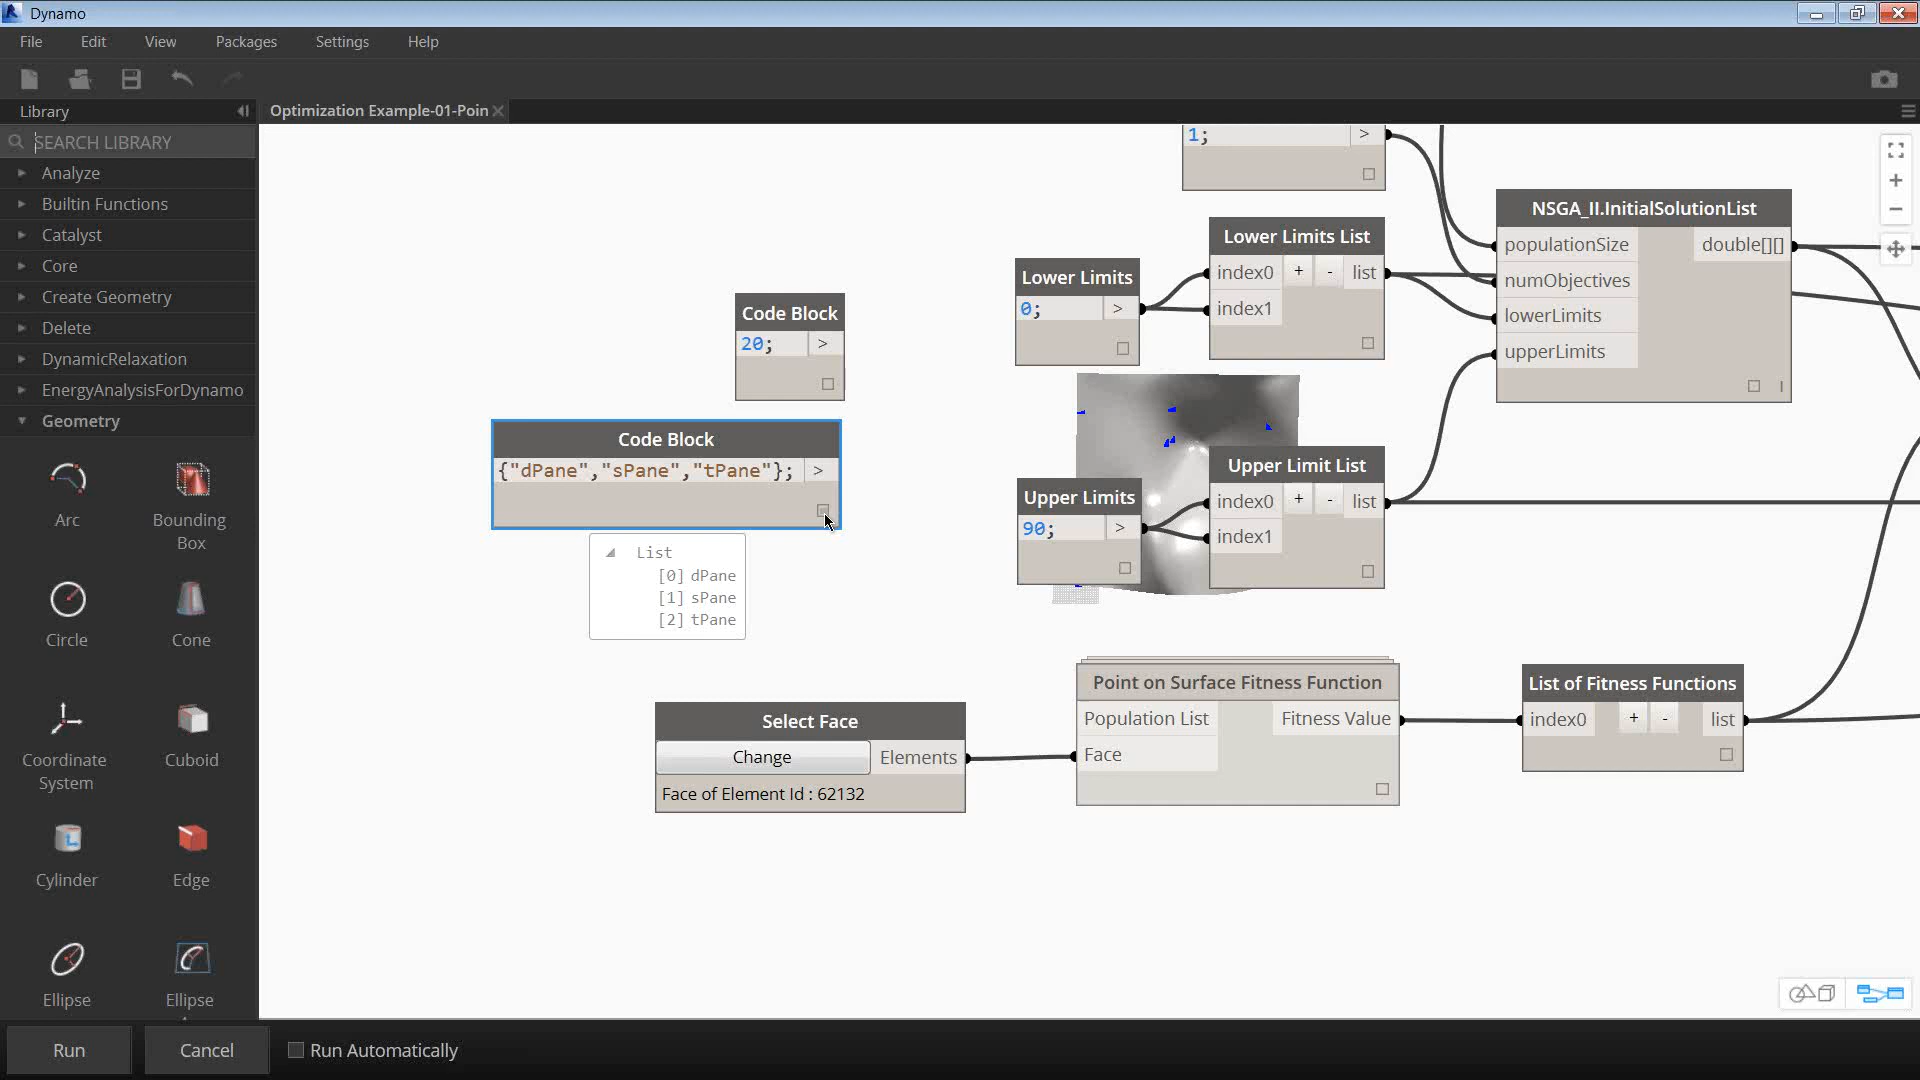 Dynamo
File Edit View Packages Settings Help
Library
Optimization Example-01-Poin
SEARCH LIBRARY
Analyze
Builtin Functions
Catalyst
Core
Create Geometry
Delete
DynamicRelaxation
EnergyAnalysisForDynamo
Geometry
Arc
Bounding
Box
Circle
Cone
Coordinate
System
Cuboid
Cylinder
Edge
Ellipse
Ellipse
1; >
NSGA_II.InitialSolutionList
populationSize double[][]
numObjectives
lowerLimits
upperLimits
Lower Limits List
index0 + - list
index1
Lower Limits
0; >
Code Block
20; >
Code Block
{"dPane","sPane","tPane"}; >
List
[0] dPane
[1] sPane
[2] tPane
Upper Limit List
index0 + - list
index1
Upper Limits
90; >
Point on Surface Fitness Function
Population List Fitness Value
Face
List of Fitness Functions
index0 + - list
Select Face
Change Elements
Face of Element Id : 62132
Run Cancel Run Automatically